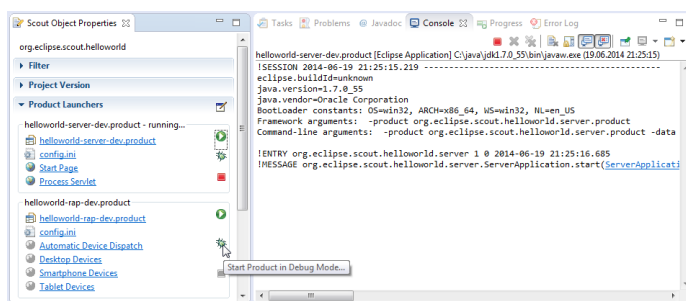 Scout Object Properties
org.eclipse.scout.helloworld
Filter
Project Version
Product Launchers
helloworld-server-dev.product - running...
helloworld-server-dev.product
config.ini
Start Page
Process Servlet
helloworld-rap-dev.product
helloworld-rap-dev.product
config.ini
Automatic Device Dispatch
Desktop Devices
Smartphone Devices
Tablet Devices
Start Product in Debug Mode...
Tasks Problems @ Javadoc Console Progress Error Log
helloworld-server-dev.product [Eclipse Application] C:\java\jdk1.7.0_55\bin\javaw.exe (19.06.2014 21:25:15)
!SESSION 2014-06-19 21:25:15.219 -----------------------------------------------
eclipse.buildId=unknown
java.version=1.7.0_55
java.vendor=Oracle Corporation
BootLoader constants: OS=win32, ARCH=x86_64, WS=win32, NL=en_US
Framework arguments:  -product org.eclipse.scout.helloworld.server.product
Command-line arguments:  -product org.eclipse.scout.helloworld.server.product -data
!ENTRY org.eclipse.scout.helloworld.server 1 0 2014-06-19 21:25:16.685
!MESSAGE org.eclipse.scout.helloworld.server.ServerApplication.start(ServerApplicati